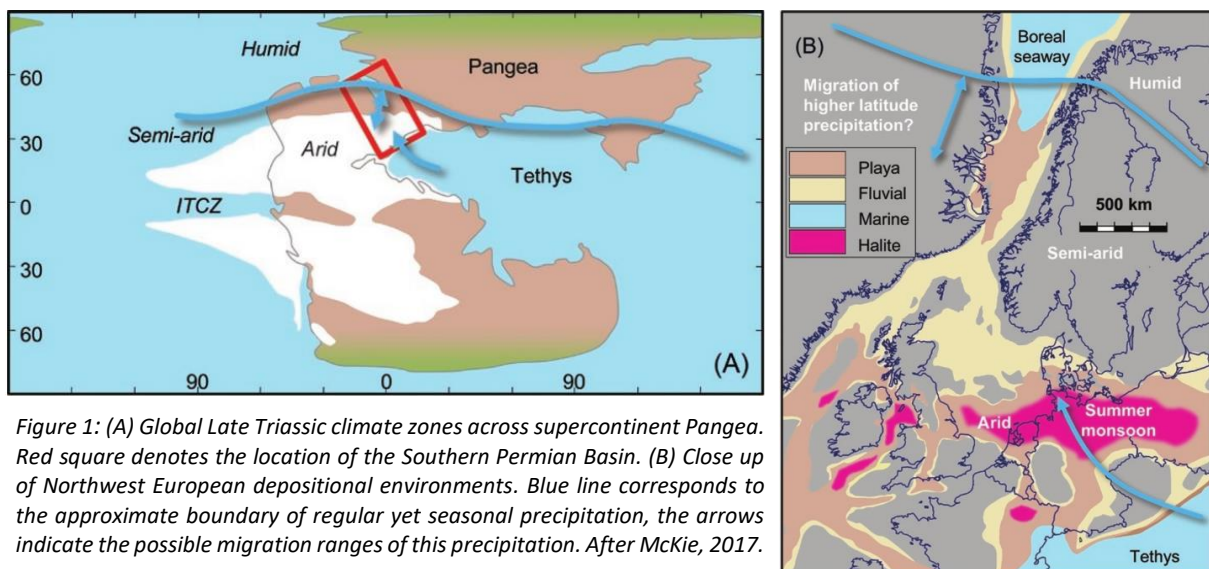 Humid
Pangea
60
30
0
30
60
Semi-arid
Arid
Tethys
ITCZ
90
0
90
(A)
Figure 1: (A) Global Late Triassic climate zones across supercontinent Pangea.
Red square denotes the location of the Southern Permian Basin. (B) Close up
of Northwest European depositional environments. Blue line corresponds to
the approximate boundary of regular yet seasonal precipitation, the arrows
indicate the possible migration ranges of this precipitation. After McKie, 2017.
(B)
Boreal
seaway
Migration of
higher latitude
precipitation?
Humid
Playa
Fluvial
Marine
Halite
500 km
Semi-arid
Arid
Summer
monsoon
Tethys